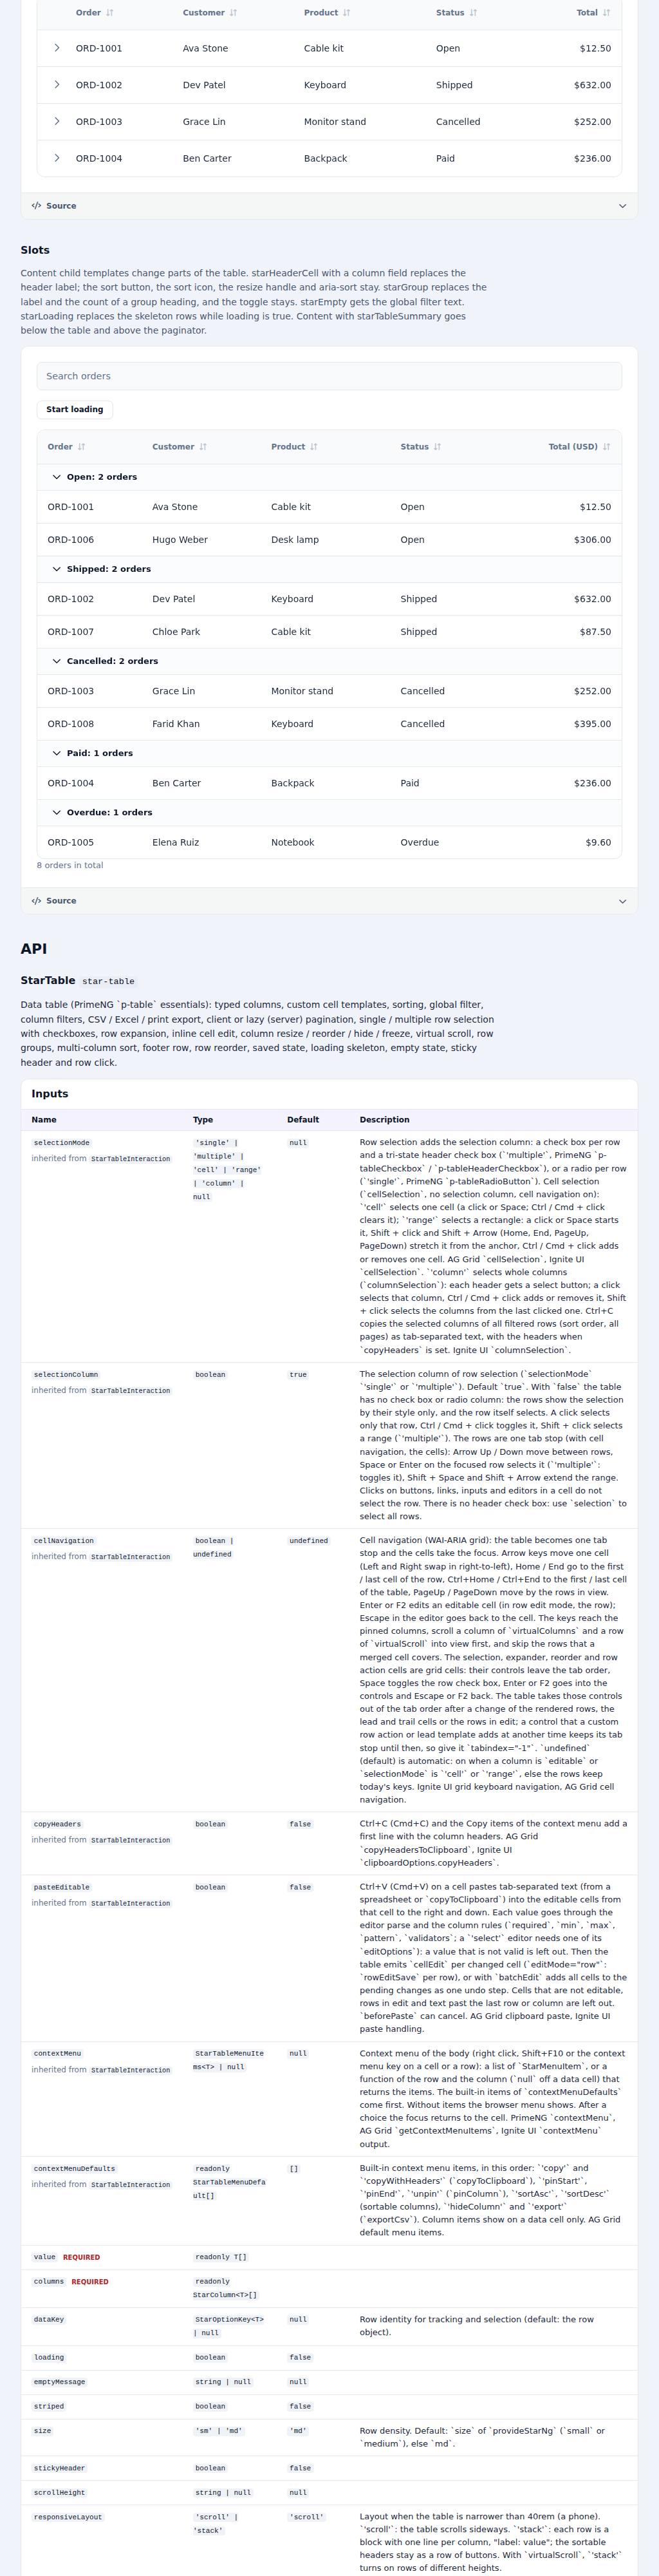 Order Customer Product Status Total
ORD-1001 Ava Stone Cable kit Open $12.50
ORD-1002 Dev Patel Keyboard Shipped $632.00
ORD-1003 Grace Lin Monitor stand Cancelled $252.00
ORD-1004 Ben Carter Backpack Paid $236.00
</> Source
Slots
Content child templates change parts of the table. starHeaderCell with a column field replaces the
header label; the sort button, the sort icon, the resize handle and aria-sort stay. starGroup replaces the
label and the count of a group heading, and the toggle stays. starEmpty gets the global filter text.
starLoading replaces the skeleton rows while loading is true. Content with starTableSummary goes
below the table and above the paginator.
Search orders
Start loading
Order Customer Product Status Total (USD)
Open: 2 orders
ORD-1001 Ava Stone Cable kit Open $12.50
ORD-1006 Hugo Weber Desk lamp Open $306.00
Shipped: 2 orders
ORD-1002 Dev Patel Keyboard Shipped $632.00
ORD-1007 Chloe Park Cable kit Shipped $87.50
Cancelled: 2 orders
ORD-1003 Grace Lin Monitor stand Cancelled $252.00
ORD-1008 Farid Khan Keyboard Cancelled $395.00
Paid: 1 orders
ORD-1004 Ben Carter Backpack Paid $236.00
Overdue: 1 orders
ORD-1005 Elena Ruiz Notebook Overdue $9.60
8 orders in total
</> Source
API
StarTable star-table
Data table (PrimeNG `p-table` essentials): typed columns, custom cell templates, sorting, global filter,
column filters, CSV / Excel / print export, client or lazy (server) pagination, single / multiple row selection
with checkboxes, row expansion, inline cell edit, column resize / reorder / hide / freeze, virtual scroll, row
groups, multi-column sort, footer row, row reorder, saved state, loading skeleton, empty state, sticky
header and row click.
Inputs
Name Type Default Description
selectionMode
inherited from StarTableInteraction
'single' |
'multiple' |
'cell' | 'range'
| 'column' |
null
null
Row selection adds the selection column: a check box per row
and a tri-state header check box (`'multiple'`, PrimeNG `p-
tableCheckbox` / `p-tableHeaderCheckbox`), or a radio per row
(`'single'`, PrimeNG `p-tableRadioButton`). Cell selection
(`cellSelection`, no selection column, cell navigation on):
`'cell'` selects one cell (a click or Space; Ctrl / Cmd + click
clears it); `'range'` selects a rectangle: a click or Space starts
it, Shift + click and Shift + Arrow (Home, End, PageUp,
PageDown) stretch it from the anchor, Ctrl / Cmd + click adds
or removes one cell. AG Grid `cellSelection`, Ignite UI
`cellSelection`. `'column'` selects whole columns
(`columnSelection`): each header gets a select button; a click
selects that column, Ctrl / Cmd + click adds or removes it, Shift
+ click selects the columns from the last clicked one. Ctrl+C
copies the selected columns of all filtered rows (sort order, all
pages) as tab-separated text, with the headers when
`copyHeaders` is set. Ignite UI `columnSelection`.
selectionColumn
inherited from StarTableInteraction
boolean
true
The selection column of row selection (`selectionMode`
`'single'` or `'multiple'`). Default `true`. With `false` the table
has no check box or radio column: the rows show the selection
by their style only, and the row itself selects. A click selects
only that row, Ctrl / Cmd + click toggles it, Shift + click selects
a range (`'multiple'`). The rows are one tab stop (with cell
navigation, the cells): Arrow Up / Down move between rows,
Space or Enter on the focused row selects it (`'multiple'`:
toggles it), Shift + Space and Shift + Arrow extend the range.
Clicks on buttons, links, inputs and editors in a cell do not
select the row. There is no header check box: use `selection` to
select all rows.
cellNavigation
inherited from StarTableInteraction
boolean |
undefined
undefined
Cell navigation (WAI-ARIA grid): the table becomes one tab
stop and the cells take the focus. Arrow keys move one cell
(Left and Right swap in right-to-left), Home / End go to the first
/ last cell of the row, Ctrl+Home / Ctrl+End to the first / last cell
of the table, PageUp / PageDown move by the rows in view.
Enter or F2 edits an editable cell (in row edit mode, the row);
Escape in the editor goes back to the cell. The keys reach the
pinned columns, scroll a column of `virtualColumns` and a row
of `virtualScroll` into view first, and skip the rows that a
merged cell covers. The selection, expander, reorder and row
action cells are grid cells: their controls leave the tab order,
Space toggles the row check box, Enter or F2 goes into the
controls and Escape or F2 back. The table takes those controls
out of the tab order after a change of the rendered rows, the
lead and trail cells or the rows in edit; a control that a custom
row action or lead template adds at another time keeps its tab
stop until then, so give it `tabindex="-1"`. `undefined`
(default) is automatic: on when a column is `editable` or
`selectionMode` is `'cell'` or `'range'`, else the rows keep
today's keys. Ignite UI grid keyboard navigation, AG Grid cell
navigation.
copyHeaders
inherited from StarTableInteraction
boolean
false
Ctrl+C (Cmd+C) and the Copy items of the context menu add a
first line with the column headers. AG Grid
`copyHeadersToClipboard`, Ignite UI
`clipboardOptions.copyHeaders`.
pasteEditable
inherited from StarTableInteraction
boolean
false
Ctrl+V (Cmd+V) on a cell pastes tab-separated text (from a
spreadsheet or `copyToClipboard`) into the editable cells from
that cell to the right and down. Each value goes through the
editor parse and the column rules (`required`, `min`, `max`,
`pattern`, `validators`; a `'select'` editor needs one of its
`editOptions`): a value that is not valid is left out. Then the
table emits `cellEdit` per changed cell (`editMode="row"`:
`rowEditSave` per row), or with `batchEdit` adds all cells to the
pending changes as one undo step. Cells that are not editable,
rows in edit and text past the last row or column are left out.
`beforePaste` can cancel. AG Grid clipboard paste, Ignite UI
paste handling.
contextMenu
inherited from StarTableInteraction
StarTableMenuIte
ms<T> | null
null
Context menu of the body (right click, Shift+F10 or the context
menu key on a cell or a row): a list of `StarMenuItem`, or a
function of the row and the column (`null` off a data cell) that
returns the items. The built-in items of `contextMenuDefaults`
come first. Without items the browser menu shows. After a
choice the focus returns to the cell. PrimeNG `contextMenu`,
AG Grid `getContextMenuItems`, Ignite UI `contextMenu`
output.
contextMenuDefaults
inherited from StarTableInteraction
readonly
StarTableMenuDefa
ult[]
[]
Built-in context menu items, in this order: `'copy'` and
`'copyWithHeaders'` (`copyToClipboard`), `'pinStart'`,
`'pinEnd'`, `'unpin'` (`pinColumn`), `'sortAsc'`, `'sortDesc'`
(sortable columns), `'hideColumn'` and `'export'`
(`exportCsv`). Column items show on a data cell only. AG Grid
default menu items.
value REQUIRED readonly T[]
columns REQUIRED
readonly
StarColumn<T>[]
dataKey
StarOptionKey<T>
| null
null
Row identity for tracking and selection (default: the row
object).
loading boolean false
emptyMessage string | null null
striped boolean false
size 'sm' | 'md' 'md'
Row density. Default: `size` of `provideStarNg` (`small` or
`medium`), else `md`.
stickyHeader boolean false
scrollHeight string | null null
responsiveLayout
'scroll' |
'stack'
'scroll'
Layout when the table is narrower than 40rem (a phone).
`'scroll'`: the table scrolls sideways. `'stack'`: each row is a
block with one line per column, "label: value"; the sortable
headers stay as a row of buttons. With `virtualScroll`, `'stack'`
turns on rows of different heights.